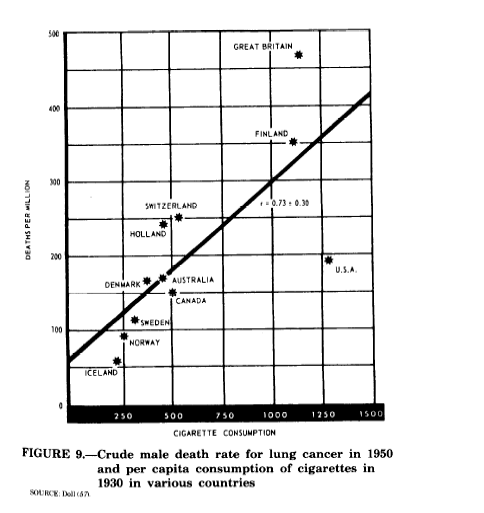 500
GREAT BRITAIN
400
FINLAND
300
SWITZERLAND
r = 0.73 ± 0.30
HOLLAND
DEATHS PER MILLION
200
U.S.A.
DENMARK
AUSTRALIA
CANADA
SWEDEN
100
NORWAY
ICELAND
0
250 500 750 1000 1250 1500
CIGARETTE CONSUMPTION
FIGURE 9.—Crude male death rate for lung cancer in 1950
and per capita consumption of cigarettes in
1930 in various countries
SOURCE: Doll (57).